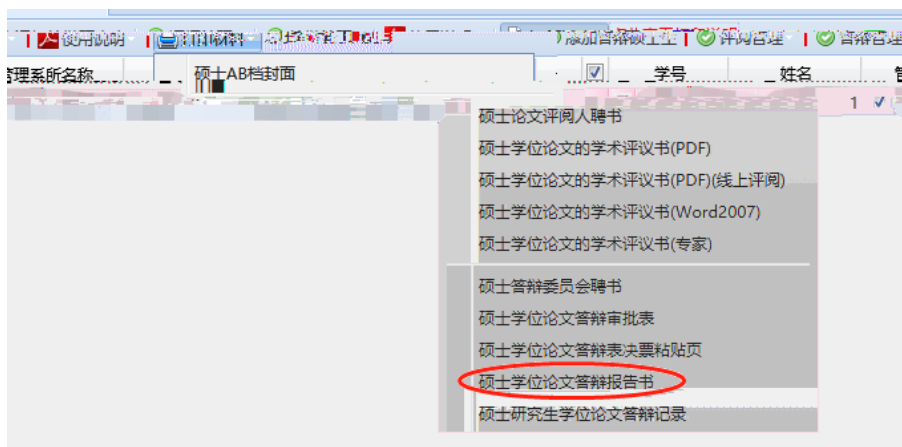 使用说明
打印材料
添加答辩硕士生
评阅管理
管理系所名称
硕士AB档封面
学号
姓名
1
硕士论文评阅人聘书
硕士学位论文的学术评议书(PDF)
硕士学位论文的学术评议书(PDF)(线上评阅)
硕士学位论文的学术评议书(Word2007)
硕士学位论文的学术评议书(专家)
硕士答辩委员会聘书
硕士学位论文答辩审批表
硕士学位论文答辩表决票粘贴页
硕士学位论文答辩报告书
硕士研究生学位论文答辩记录